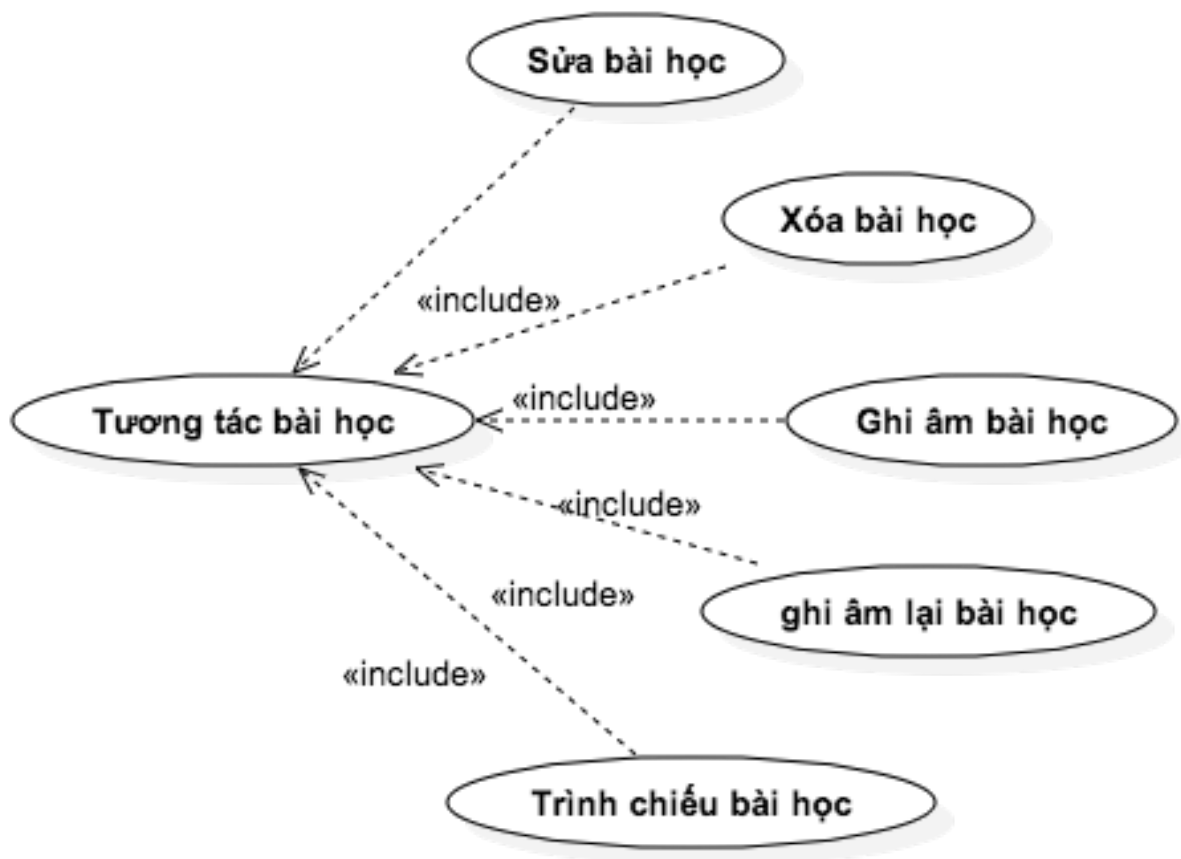 Sửa bài học
Xóa bài học
«include»
«include»
Tương tác bài học
Ghi âm bài học
«include»
«include»
ghi âm lại bài học
«include»
Trình chiếu bài học